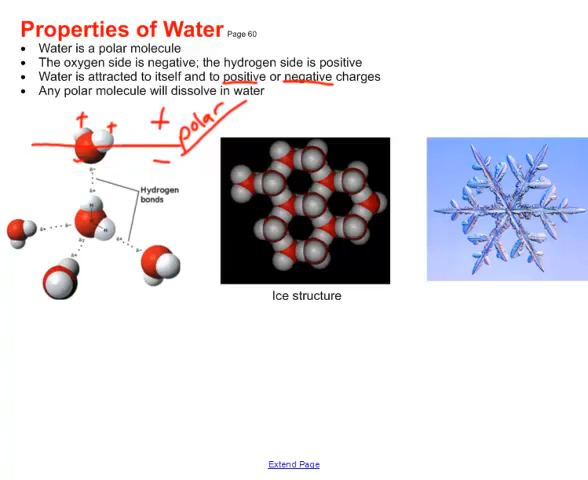 Properties of Water Page 60
• Water is a polar molecule
• The oxygen side is negative; the hydrogen side is positive
• Water is attracted to itself and to positive or negative charges
• Any polar molecule will dissolve in water
+ + + polar
− −
Hydrogen
bonds
H
H
Ice structure
Extend Page